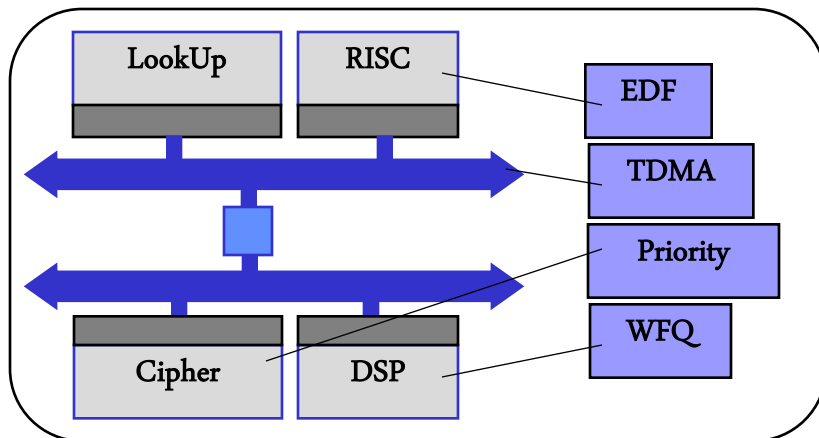 LookUp
RISC
EDF
TDMA
Priority
WFQ
Cipher
DSP